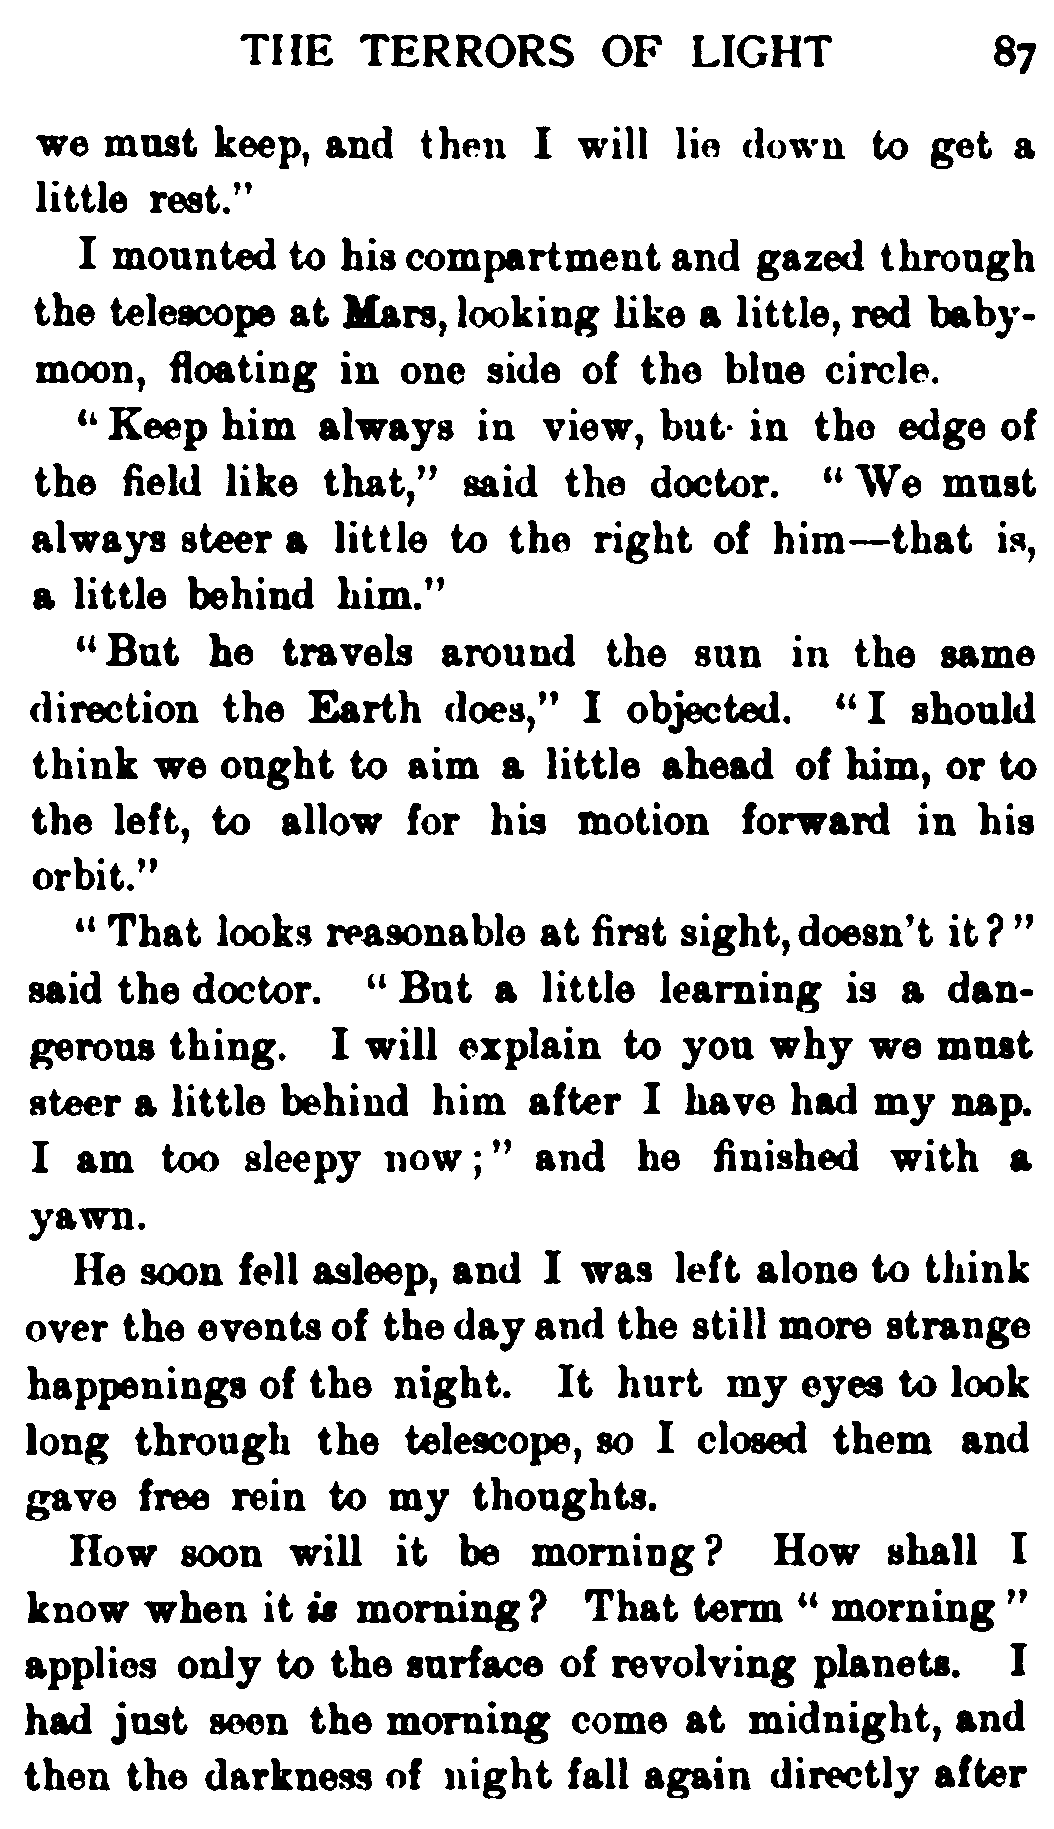 THE TERRORS OF LIGHT 87
we must keep, and then I will lie down to get a
little rest."
I mounted to his compartment and gazed through
the telescope at Mars, looking like a little, red baby-
moon, floating in one side of the blue circle.
"Keep him always in view, but in the edge of
the field like that," said the doctor. "We must
always steer a little to the right of him—that is,
a little behind him."
"But he travels around the sun in the same
direction the Earth does," I objected. "I should
think we ought to aim a little ahead of him, or to
the left, to allow for his motion forward in his
orbit."
"That looks reasonable at first sight, doesn't it?"
said the doctor. "But a little learning is a dan-
gerous thing. I will explain to you why we must
steer a little behind him after I have had my nap.
I am too sleepy now;" and he finished with a
yawn.
He soon fell asleep, and I was left alone to think
over the events of the day and the still more strange
happenings of the night. It hurt my eyes to look
long through the telescope, so I closed them and
gave free rein to my thoughts.
How soon will it be morning? How shall I
know when it is morning? That term "morning"
applies only to the surface of revolving planets. I
had just seen the morning come at midnight, and
then the darkness of night fall again directly after